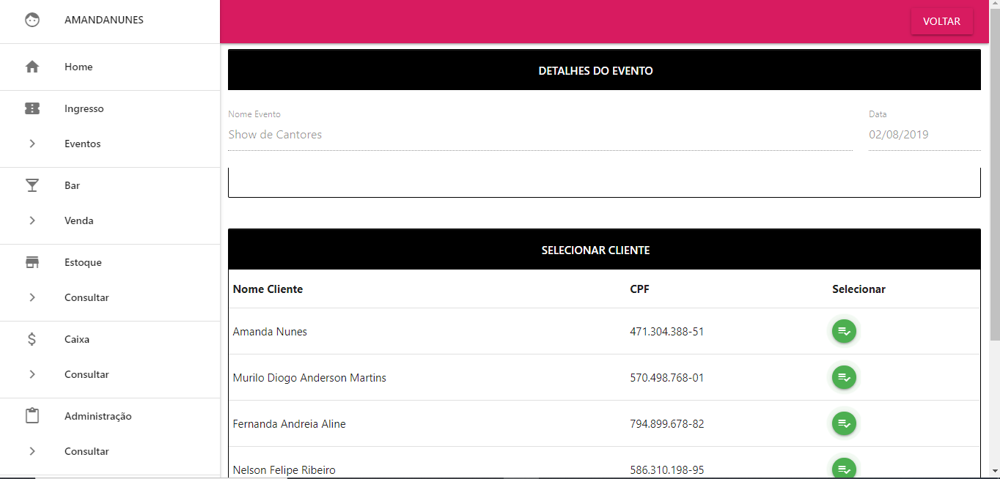 AMANDANUNES
Home
Ingresso
Eventos
Bar
Venda
Estoque
Consultar
Caixa
Consultar
Administração
Consultar
VOLTAR
DETALHES DO EVENTO
Nome Evento Data
Show de Cantores 02/08/2019
SELECIONAR CLIENTE
Nome Cliente CPF Selecionar
Amanda Nunes 471.304.388-51
Murilo Diogo Anderson Martins 570.498.768-01
Fernanda Andreia Aline 794.899.678-82
Nelson Felipe Ribeiro 586.310.198-95